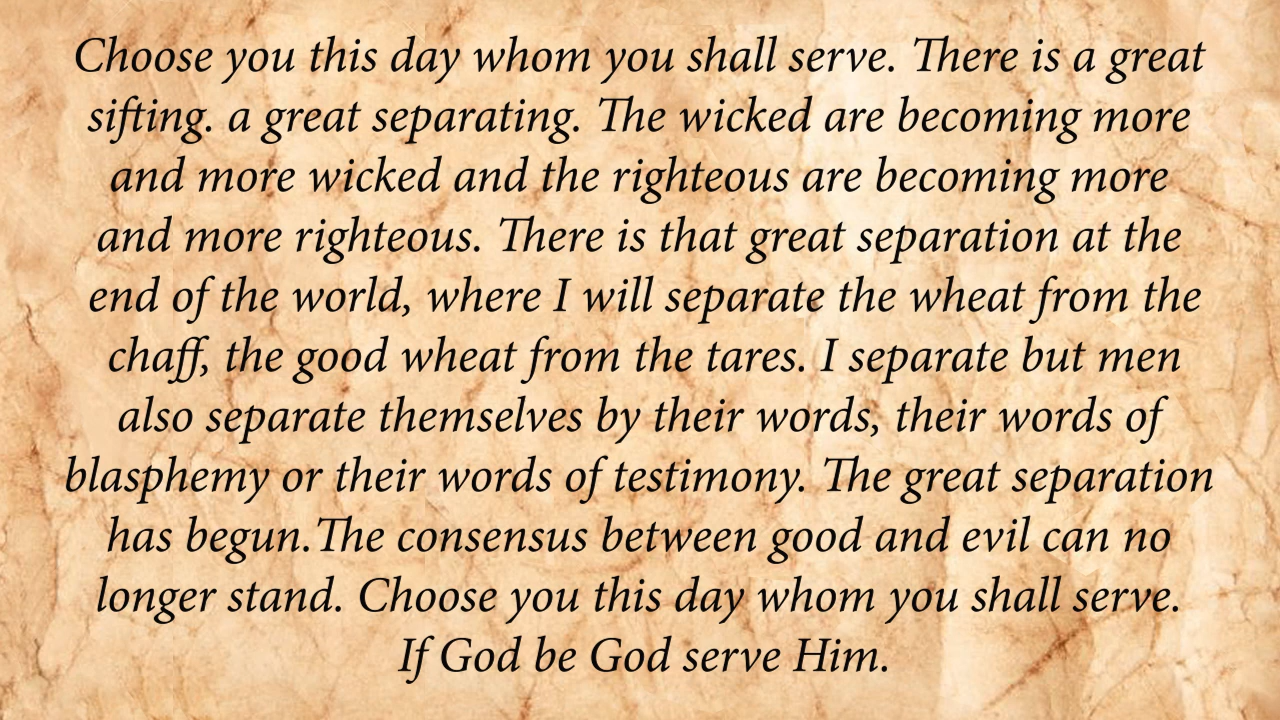 Choose you this day whom you shall serve. There is a great
sifting. a great separating. The wicked are becoming more
and more wicked and the righteous are becoming more
and more righteous. There is that great separation at the
end of the world, where I will separate the wheat from the
chaff, the good wheat from the tares. I separate but men
also separate themselves by their words, their words of
blasphemy or their words of testimony. The great separation
has begun.The consensus between good and evil can no
longer stand. Choose you this day whom you shall serve.
If God be God serve Him.